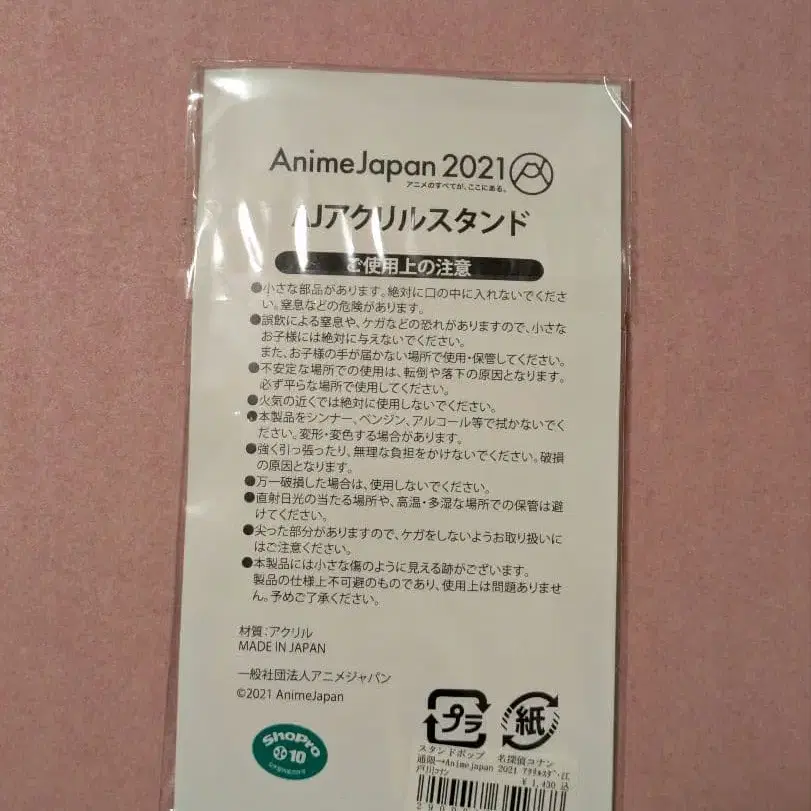 AnimeJapan 2021
アニメのすべてが、ここにある。
AJアクリルスタンド
ご使用上の注意
●小さな部品があります。絶対に口の中に入れないでくださ
い。窒息などの危険があります。
●誤飲による窒息や、ケガなどの恐れがありますので、小さな
お子様には絶対に与えないでください。
また、お子様の手が届かない場所で使用・保管してください。
●不安定な場所での使用は、転倒や落下の原因となります。
必ず平らな場所で使用してください。
●火気の近くでは絶対に使用しないでください。
●本製品をシンナー、ベンジン、アルコール等で拭かないでく
ださい。変形・変色する場合があります。
●強く引っ張ったり、無理な負担をかけないでください。破損
の原因となります。
●万一破損した場合は、使用しないでください。
●直射日光の当たる場所や、高温・多湿な場所での保管は避
けてください。
●尖った部分がありますので、ケガをしないようお取り扱いに
はご注意ください。
●本製品には小さな傷のように見える跡がございます。
製品の仕様上不可避のものであり、使用上は問題ありませ
ん。予めご了承ください。
材質：アクリル
MADE IN JAPAN
一般社団法人アニメジャパン
©2021 AnimeJapan
ShoPro
10
プラ
紙
スタンドポップ 名探偵コナン
通販→Animejapan 2021 ｱｸﾘﾙｽﾀﾞ･江
戸川コナン
¥ 1,430 込